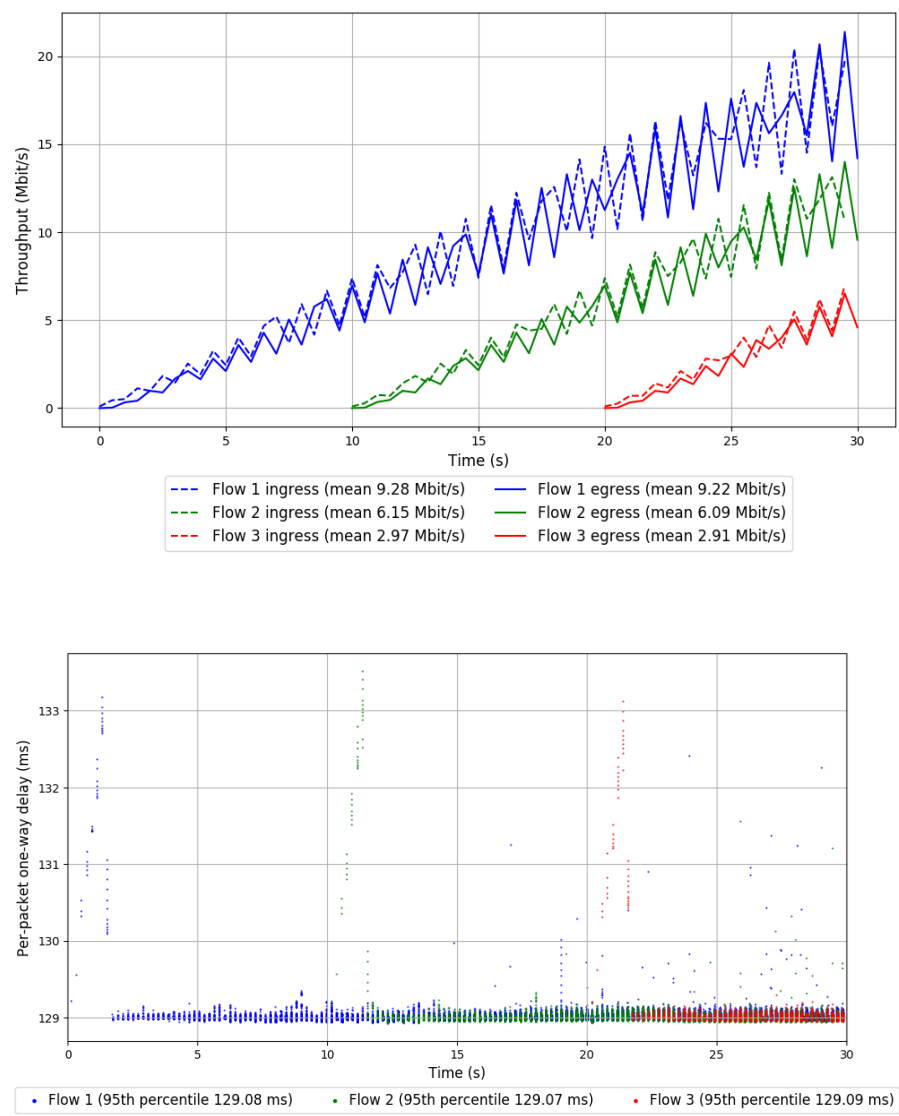 Throughput (Mbit/s)
20
15
10
5
0
0 5 10 15 20 25 30
Time (s)
Flow 1 ingress (mean 9.28 Mbit/s) Flow 1 egress (mean 9.22 Mbit/s)
Flow 2 ingress (mean 6.15 Mbit/s) Flow 2 egress (mean 6.09 Mbit/s)
Flow 3 ingress (mean 2.97 Mbit/s) Flow 3 egress (mean 2.91 Mbit/s)
Per-packet one-way delay (ms)
133
132
131
130
129
0 5 10 15 20 25 30
Time (s)
Flow 1 (95th percentile 129.08 ms) Flow 2 (95th percentile 129.07 ms) Flow 3 (95th percentile 129.09 ms)